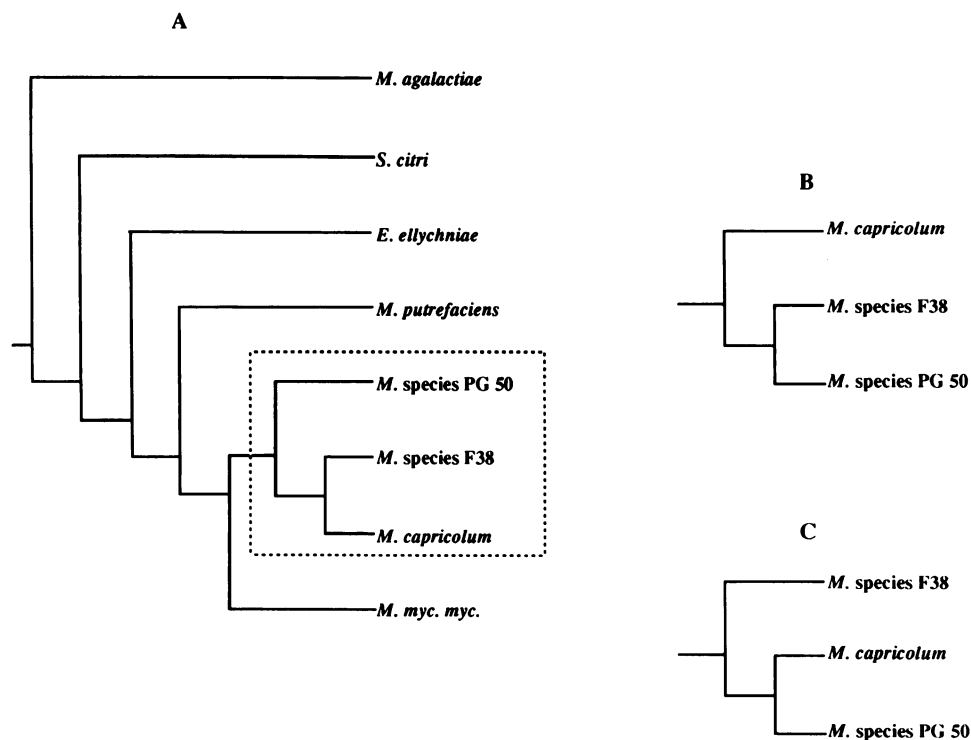 A
M. agalactiae
S. citri
E. ellychniae
M. putrefaciens
M. species PG 50
M. species F38
M. capricolum
M. myc. myc.
B
M. capricolum
M. species F38
M. species PG 50
C
M. species F38
M. capricolum
M. species PG 50